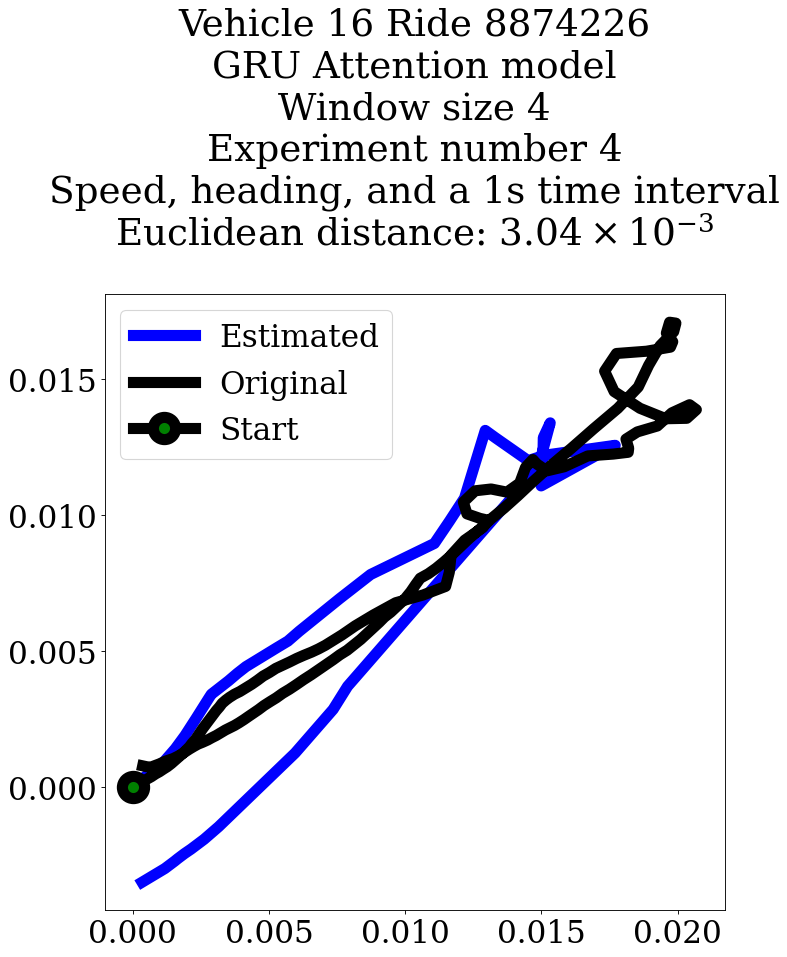 Vehicle 16 Ride 8874226
GRU Attention model
Window size 4
Experiment number 4
Speed, heading, and a 1s time interval
Euclidean distance: 3.04 × 10⁻³
Estimated
Original
Start
0.015
0.010
0.005
0.000
0.000 0.005 0.010 0.015 0.020